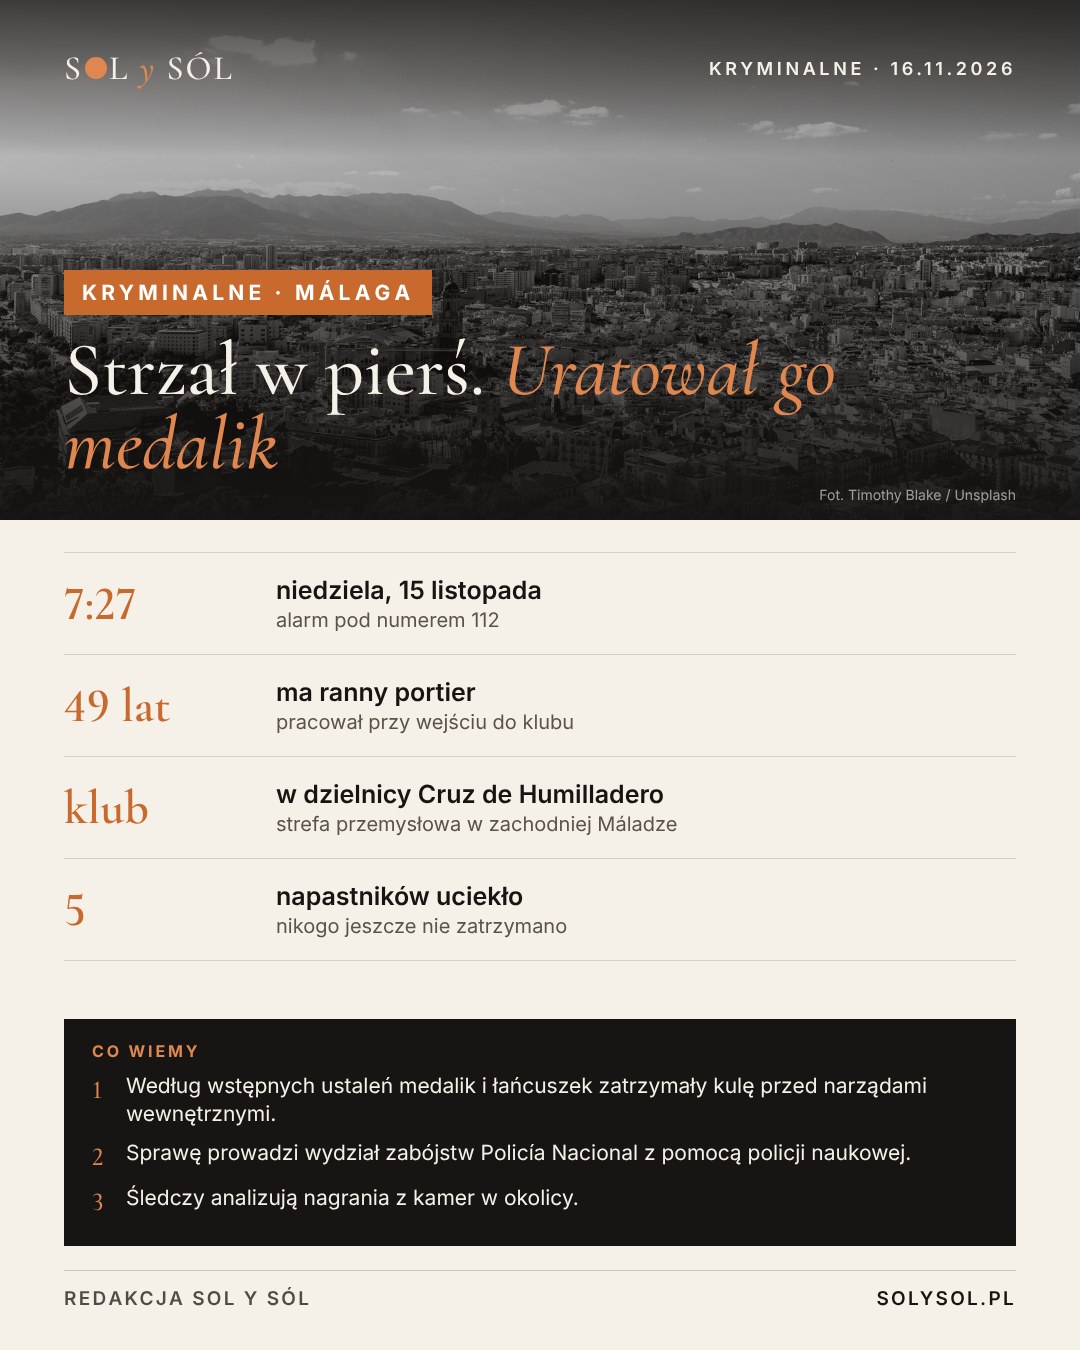 SOL y SÓL
KRYMINALNE · 16.11.2026
KRYMINALNE · MÁLAGA
Strzał w pierś. Uratował go
medalik
Fot. Timothy Blake / Unsplash
7:27
niedziela, 15 listopada
alarm pod numerem 112
49 lat
ma ranny portier
pracował przy wejściu do klubu
klub
w dzielnicy Cruz de Humilladero
strefa przemysłowa w zachodniej Máladze
5
napastników uciekło
nikogo jeszcze nie zatrzymano
CO WIEMY
1 Według wstępnych ustaleń medalik i łańcuszek zatrzymały kulę przed narządami
wewnętrznymi.
2 Sprawę prowadzi wydział zabójstw Policía Nacional z pomocą policji naukowej.
3 Śledczy analizują nagrania z kamer w okolicy.
REDAKCJA SOL Y SÓL
SOLYSOL.PL